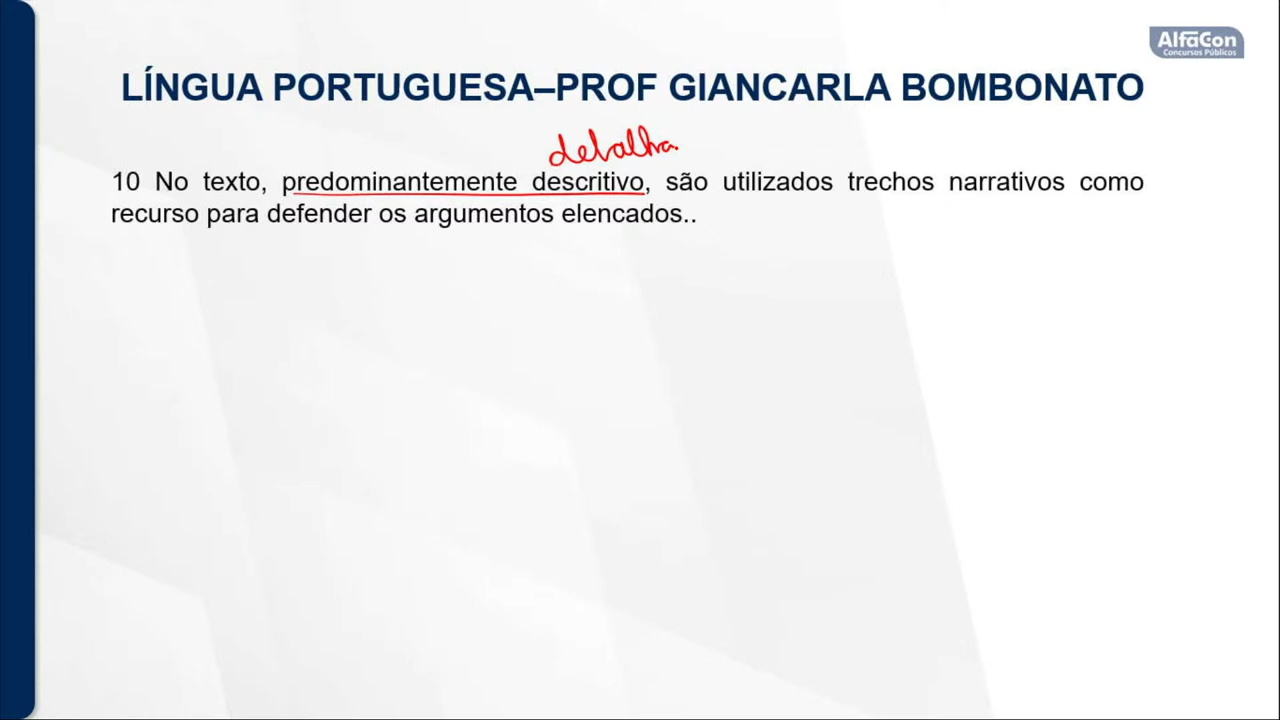 AlfaCon
Concursos Públicos
LÍNGUA PORTUGUESA–PROF GIANCARLA BOMBONATO
detalha
10 No texto, predominantemente descritivo, são utilizados trechos narrativos como
recurso para defender os argumentos elencados..